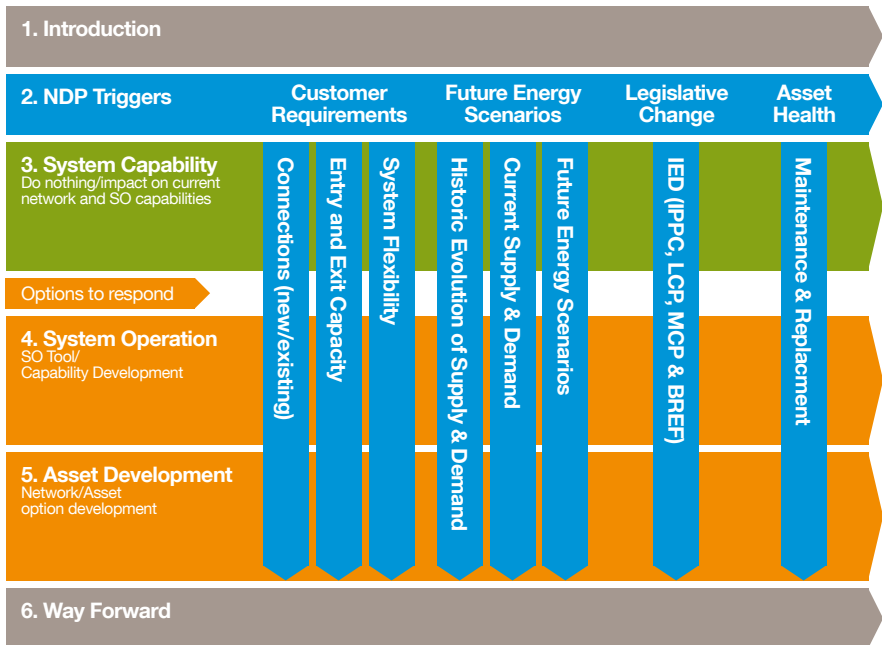 1. Introduction
2. NDP Triggers
Customer
Requirements
Future Energy
Scenarios
Legislative
Change
Asset
Health
3. System Capability
Do nothing/impact on current
network and SO capabilities
Options to respond
4. System Operation
SO Tool/
Capability Development
5. Asset Development
Network/Asset
option development
Connections (new/existing)
Entry and Exit Capacity
System Flexibility
Historic Evolution of Supply & Demand
Current Supply & Demand
Future Energy Scenarios
IED (IPPC, LCP, MCP & BREF)
Maintenance & Replacment
6. Way Forward